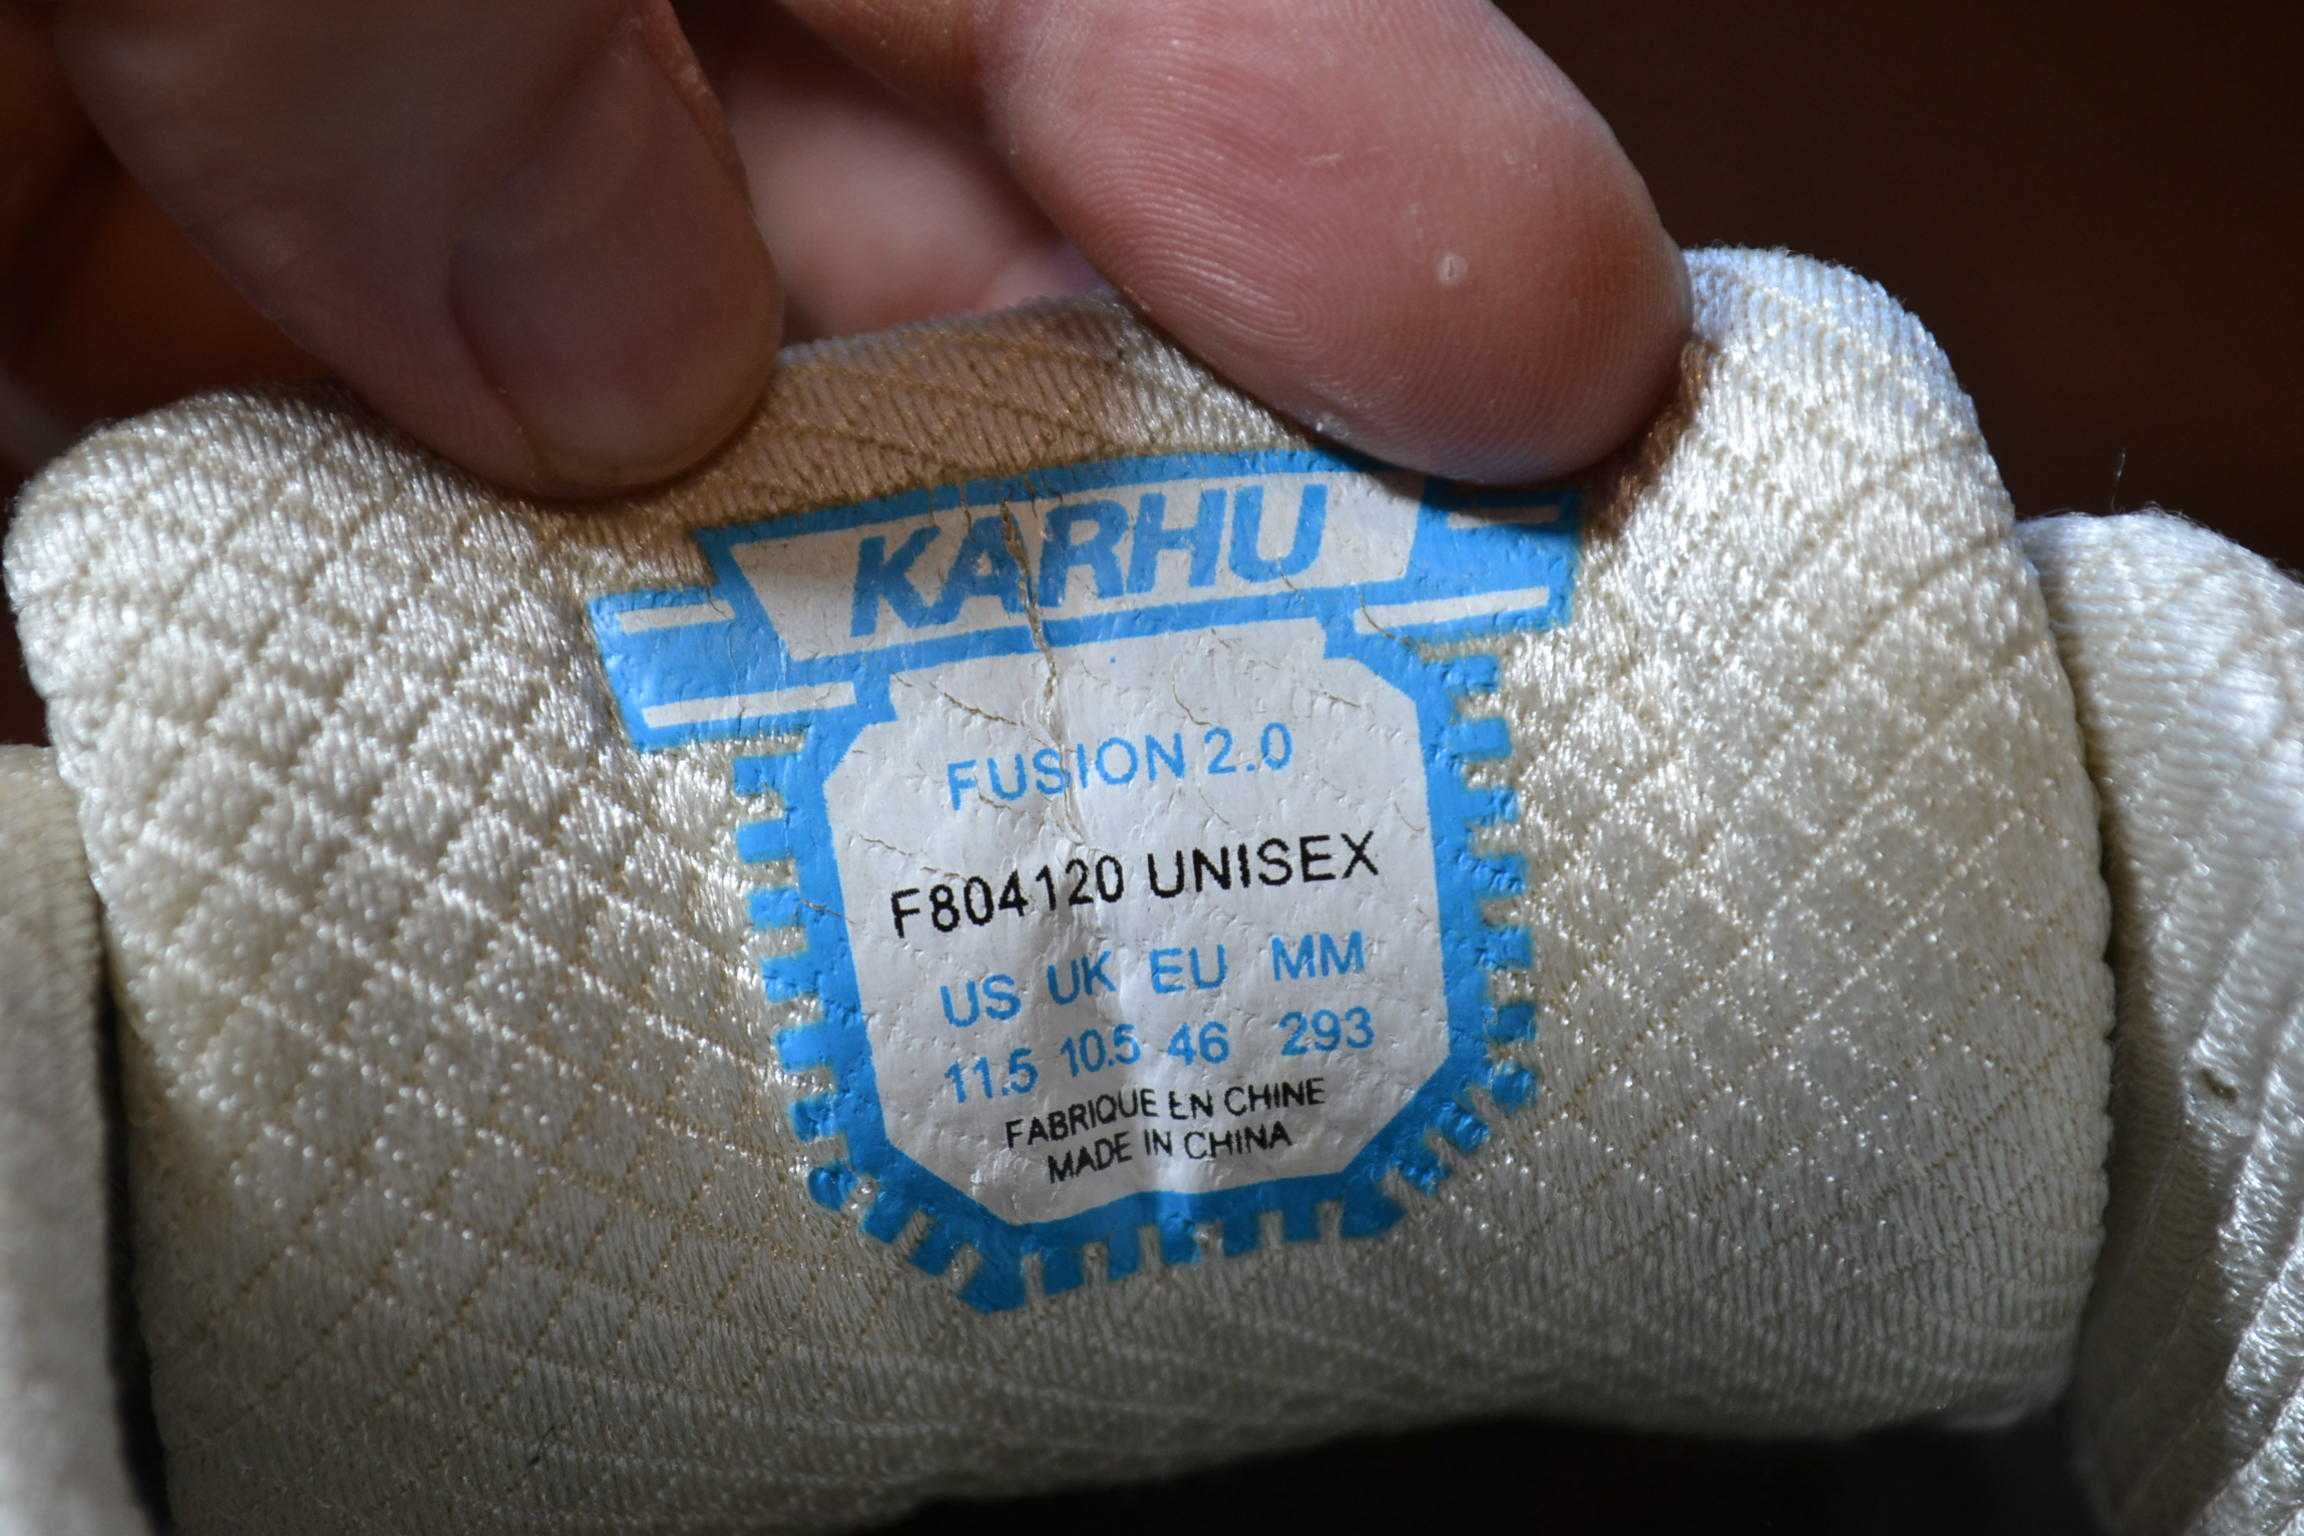 KARHU
FUSION 2.0
F804120 UNISEX
US UK EU MM
11.5 10.5 46 293
FABRIQUE EN CHINE
MADE IN CHINA